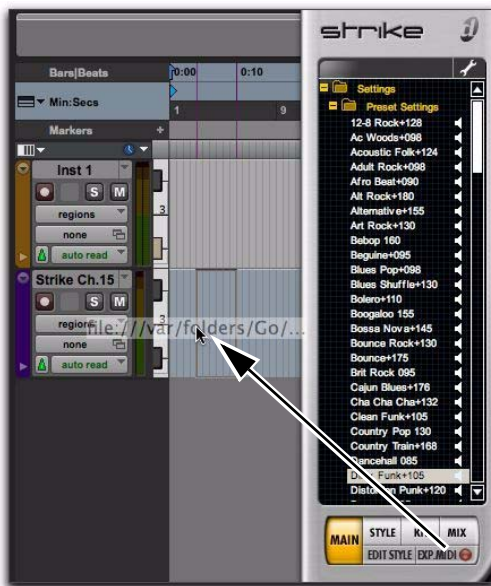 strike
Bars|Beats
0:00
0:10
Min:Secs
1
9
Markers
+
Inst 1
S M
regions
none
auto read
3
Strike Ch.15
S M
regions
file:///var/folders/Go/...
3
none
auto read
Settings
Preset Settings
12-8 Rock+128
Ac Woods+098
Acoustic Folk+124
Adult Rock+098
Afro Beat+090
Alt Rock+180
Alternative+155
Art Rock+130
Bebop 160
Beguine+095
Blues Pop+098
Blues Shuffle+130
Bolero+110
Boogaloo 155
Bossa Nova+145
Bounce Rock+130
Bounce+175
Brit Rock 095
Cajun Blues+176
Cha Cha Cha+132
Clean Funk+105
Country Pop 130
Country Train+168
Dancehall 085
Funk+105
Punk+120
MAIN
STYLE
MIX
EDIT STYLE
EXP.MIDI